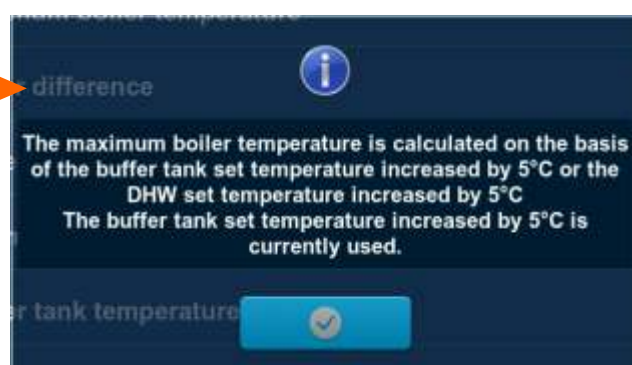 boiler temperature
difference
The maximum boiler temperature is calculated on the basis
of the buffer tank set temperature increased by 5°C or the
DHW set temperature increased by 5°C
The buffer tank set temperature increased by 5°C is
currently used.
tank temperature